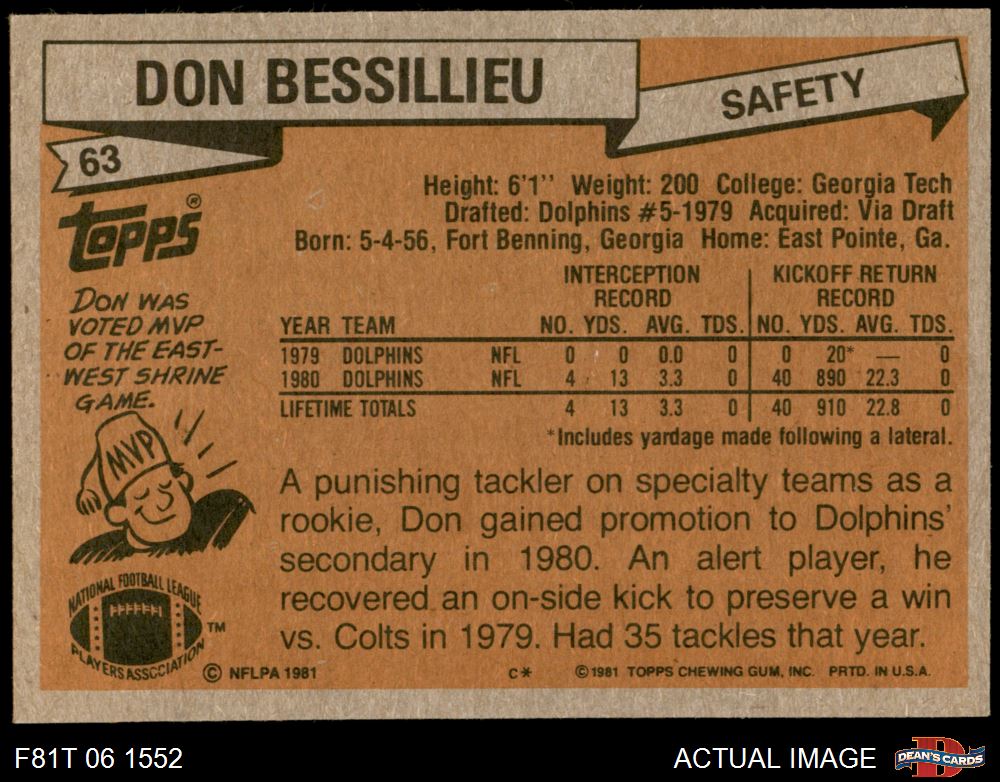 DON BESSILLIEU
SAFETY
63
TOPPS®
Height: 6'1'' Weight: 200 College: Georgia Tech
Drafted: Dolphins #5-1979 Acquired: Via Draft
Born: 5-4-56, Fort Benning, Georgia Home: East Pointe, Ga.
DON WAS
VOTED MVP
OF THE EAST-
WEST SHRINE
GAME.
MVP
INTERCEPTION KICKOFF RETURN
RECORD RECORD
YEAR TEAM NO. YDS. AVG. TDS. NO. YDS. AVG. TDS.
1979 DOLPHINS NFL 0 0 0.0 0 0 20* — 0
1980 DOLPHINS NFL 4 13 3.3 0 40 890 22.3 0
LIFETIME TOTALS 4 13 3.3 0 40 910 22.8 0
*Includes yardage made following a lateral.
A punishing tackler on specialty teams as a
rookie, Don gained promotion to Dolphins'
secondary in 1980. An alert player, he
recovered an on-side kick to preserve a win
vs. Colts in 1979. Had 35 tackles that year.
NATIONAL FOOTBALL LEAGUE
PLAYERS ASSOCIATION
TM
© NFLPA 1981 C* ©1981 TOPPS CHEWING GUM, INC. PRTD. IN U.S.A.
F81T 06 1552 ACTUAL IMAGE
D
DEAN'S CARDS